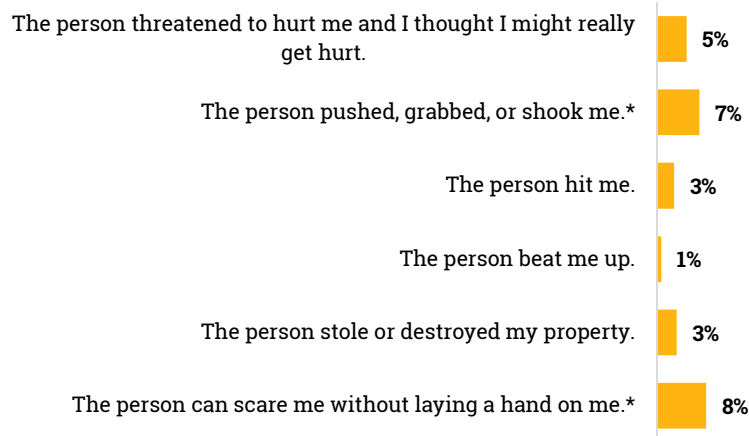 The person threatened to hurt me and I thought I might really
get hurt.
5%
The person pushed, grabbed, or shook me.*
7%
The person hit me.
3%
The person beat me up.
1%
The person stole or destroyed my property.
3%
The person can scare me without laying a hand on me.*
8%